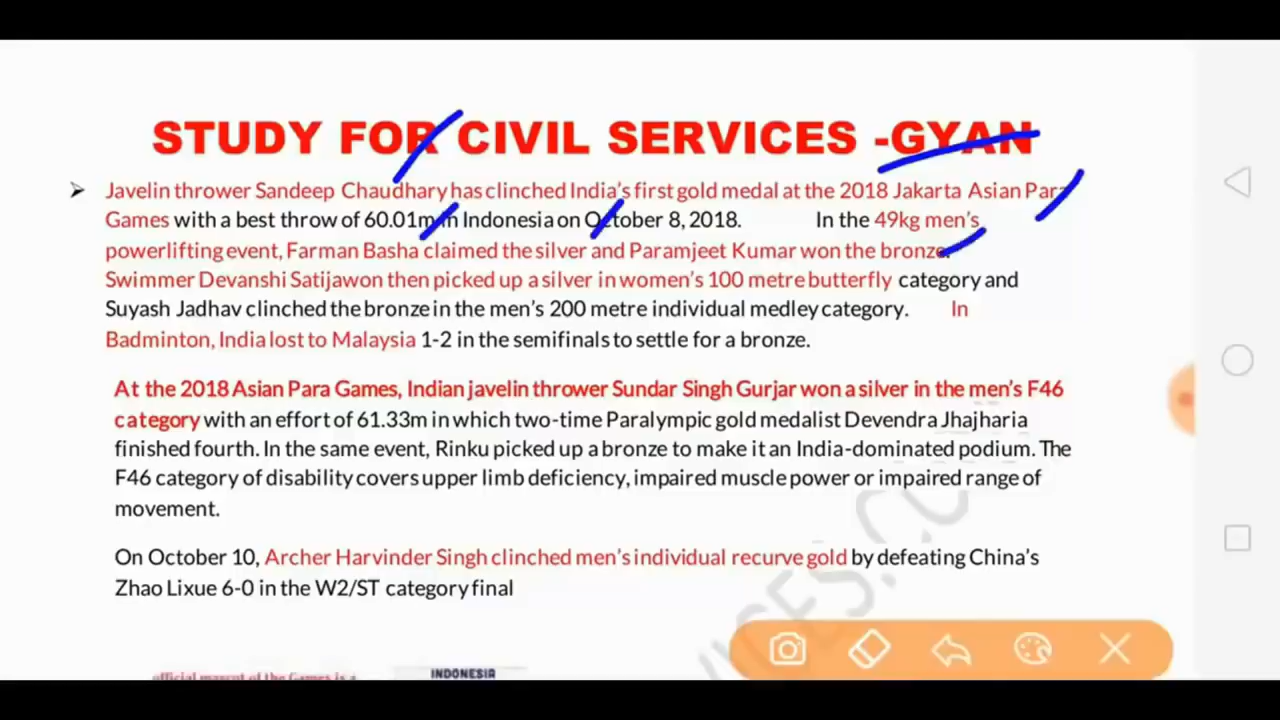 STUDY FOR CIVIL SERVICES -GYAN
➢ Javelin thrower Sandeep Chaudhary has clinched India's first gold medal at the 2018 Jakarta Asian Para
Games with a best throw of 60.01m in Indonesia on October 8, 2018. In the 49kg men's
powerlifting event, Farman Basha claimed the silver and Paramjeet Kumar won the bronze.
Swimmer Devanshi Satijawon then picked up a silver in women's 100 metre butterfly category and
Suyash Jadhav clinched the bronze in the men's 200 metre individual medley category. In
Badminton, India lost to Malaysia 1-2 in the semifinals to settle for a bronze.
At the 2018 Asian Para Games, Indian javelin thrower Sundar Singh Gurjar won a silver in the men's F46
category with an effort of 61.33m in which two-time Paralympic gold medalist Devendra Jhajharia
finished fourth. In the same event, Rinku picked up a bronze to make it an India-dominated podium. The
F46 category of disability covers upper limb deficiency, impaired muscle power or impaired range of
movement.
On October 10, Archer Harvinder Singh clinched men's individual recurve gold by defeating China's
Zhao Lixue 6-0 in the W2/ST category final
official mascot of the Games is a
INDONESIA